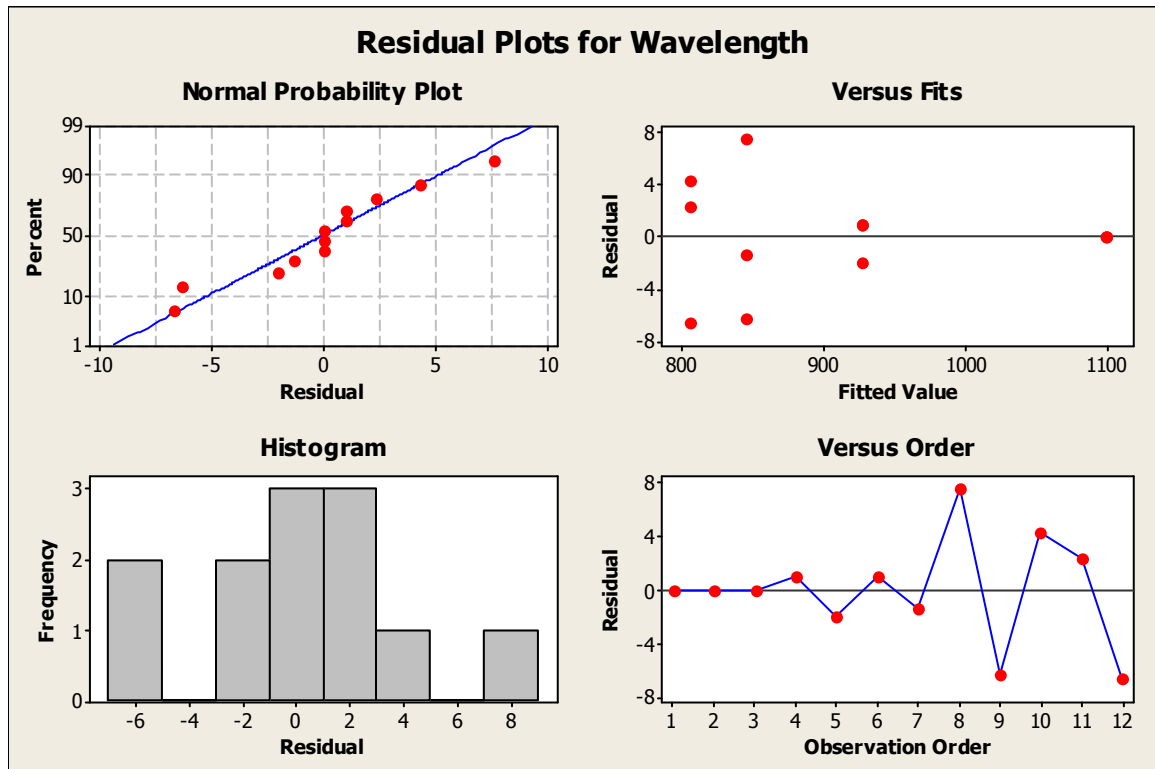 Residual Plots for Wavelength
Normal Probability Plot
99
90
50
10
1
Percent
-10 -5 0 5 10
Residual
Versus Fits
8
4
0
-4
-8
Residual
800 900 1000 1100
Fitted Value
Histogram
3
2
1
0
Frequency
-6 -4 -2 0 2 4 6 8
Residual
Versus Order
8
4
0
-4
-8
Residual
1 2 3 4 5 6 7 8 9 10 11 12
Observation Order